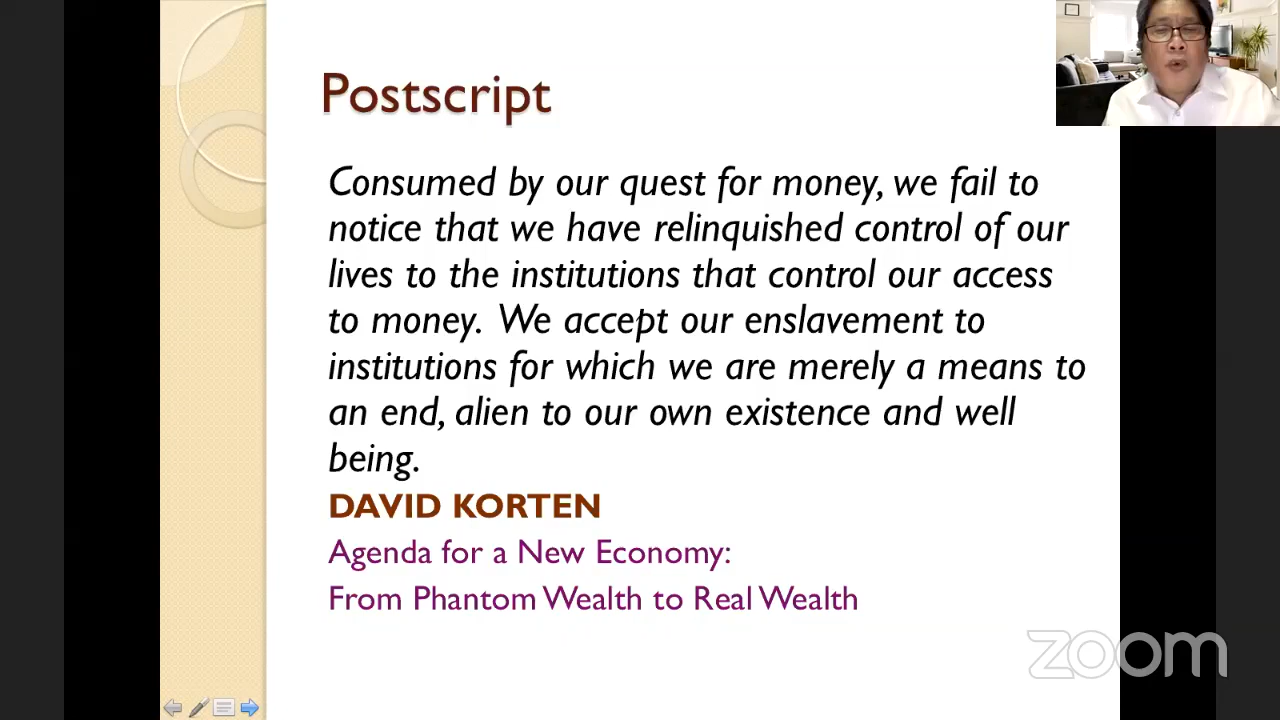 Postscript
Consumed by our quest for money, we fail to
notice that we have relinquished control of our
lives to the institutions that control our access
to money. We accept our enslavement to
institutions for which we are merely a means to
an end, alien to our own existence and well
being.
DAVID KORTEN
Agenda for a New Economy:
From Phantom Wealth to Real Wealth
zoom